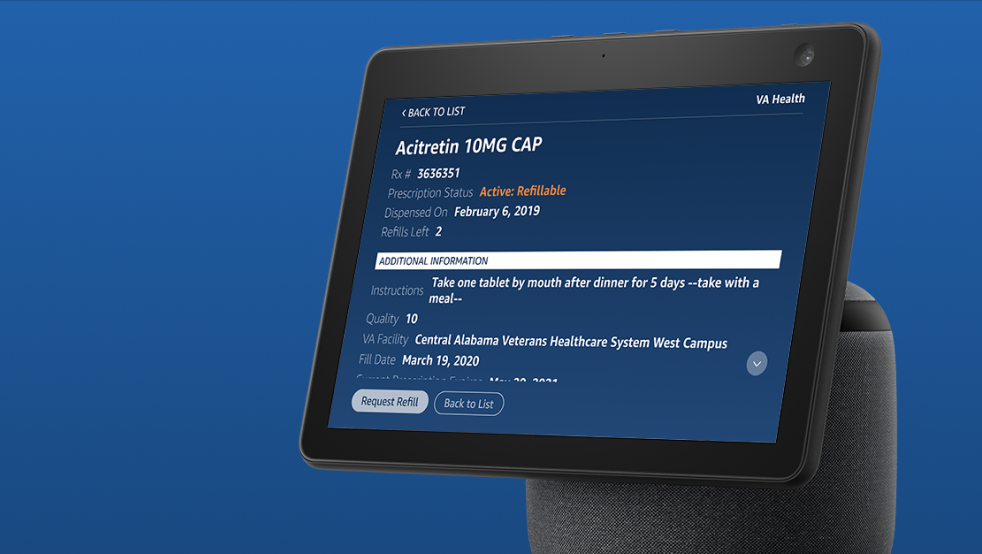 < BACK TO LIST
VA Health
Acitretin 10MG CAP
Rx # 3636351
Prescription Status Active: Refillable
Dispensed On February 6, 2019
Refills Left 2
ADDITIONAL INFORMATION
Instructions Take one tablet by mouth after dinner for 5 days --take with a
meal--
Quality 10
VA Facility Central Alabama Veterans Healthcare System West Campus
Fill Date March 19, 2020
Current Prescription Expires
Request Refill
Back to List